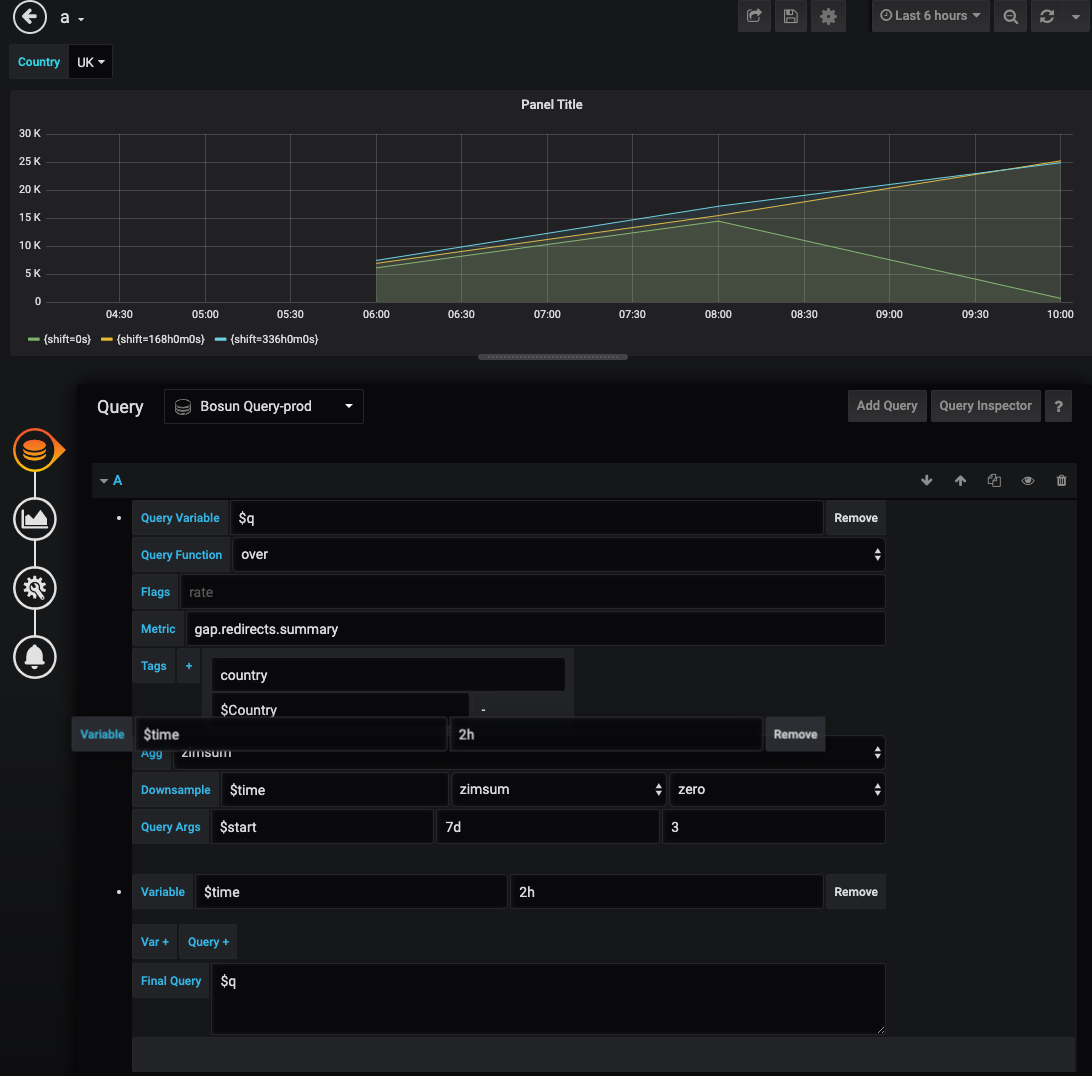 a
Last 6 hours
Country UK
Panel Title
30 K
25 K
20 K
15 K
10 K
5 K
0
04:30 05:00 05:30 06:00 06:30 07:00 07:30 08:00 08:30 09:00 09:30 10:00
{shift=0s} {shift=168h0m0s} {shift=336h0m0s}
Query Bosun Query-prod Add Query Query Inspector ?
A
Query Variable $q Remove
Query Function over
Flags rate
Metric gap.redirects.summary
Tags + country
$Country -
Variable $time 2h Remove
Agg zimsum
Downsample $time zimsum zero
Query Args $start 7d 3
Variable $time 2h Remove
Var + Query +
Final Query $q